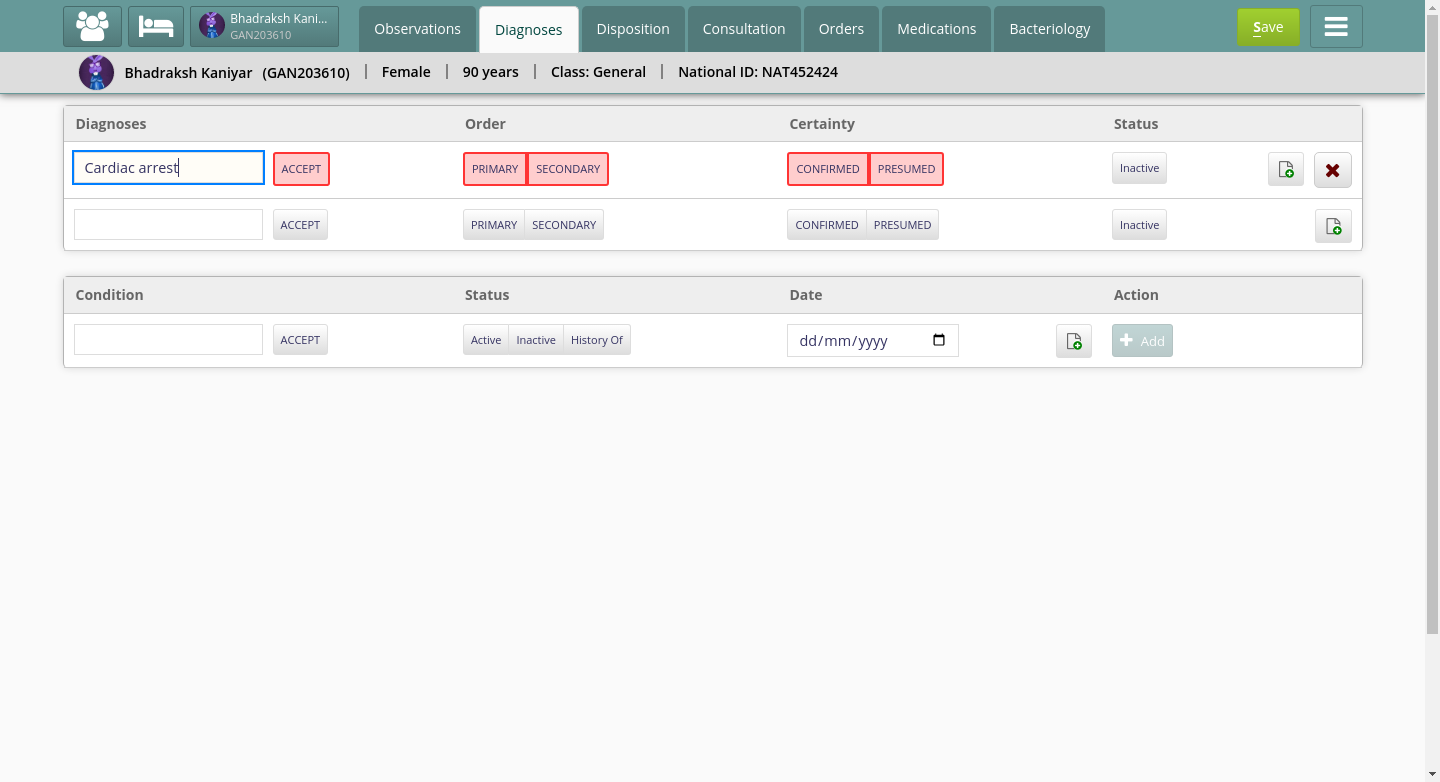 Bhadraksh Kani...
GAN203610
Observations
Diagnoses
Disposition
Consultation
Orders
Medications
Bacteriology
Save
Bhadraksh Kaniyar (GAN203610) | Female | 90 years | Class: General | National ID: NAT452424
Diagnoses Order Certainty Status
Cardiac arrest ACCEPT PRIMARY SECONDARY CONFIRMED PRESUMED Inactive
ACCEPT PRIMARY SECONDARY CONFIRMED PRESUMED Inactive
Condition Status Date Action
ACCEPT Active Inactive History Of dd/mm/yyyy Add